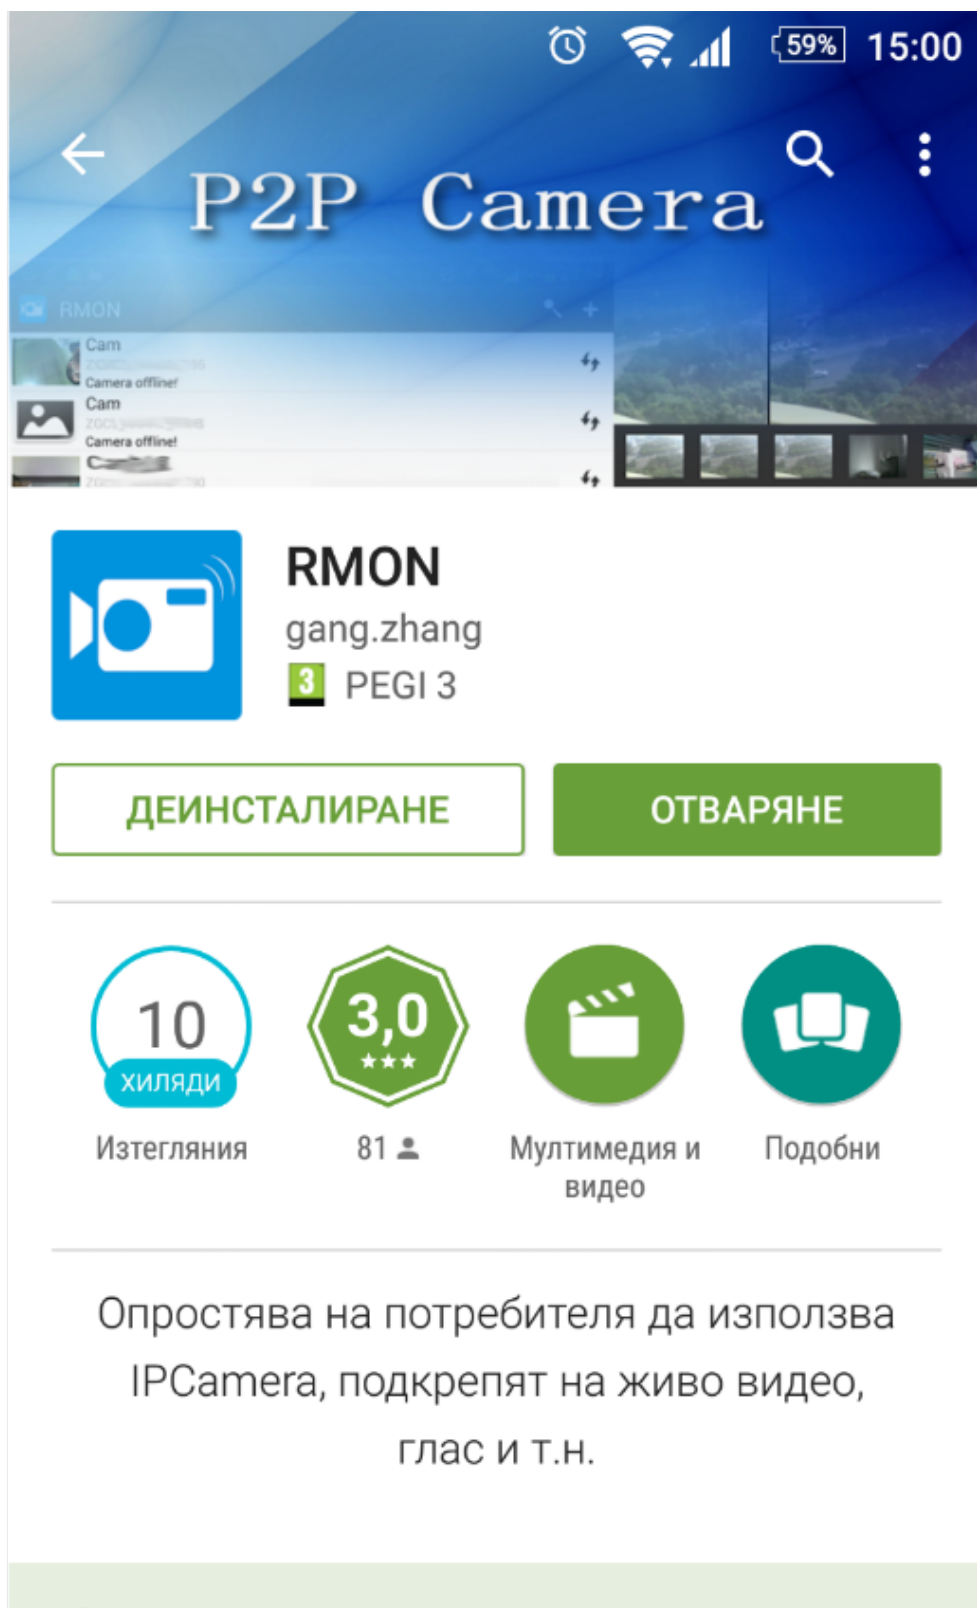 59% 15:00
P2P Camera
RMON
Cam
Camera offline!
Cam
Camera offline!
RMON
gang.zhang
3 PEGI 3
ДЕИНСТАЛИРАНЕ ОТВАРЯНЕ
10 3,0
ХИЛЯДИ
Изтегляния 81 Мултимедия и Подобни
видео
Опростява на потребителя да използва
IPCamera, подкрепят на живо видео,
глас и т.н.